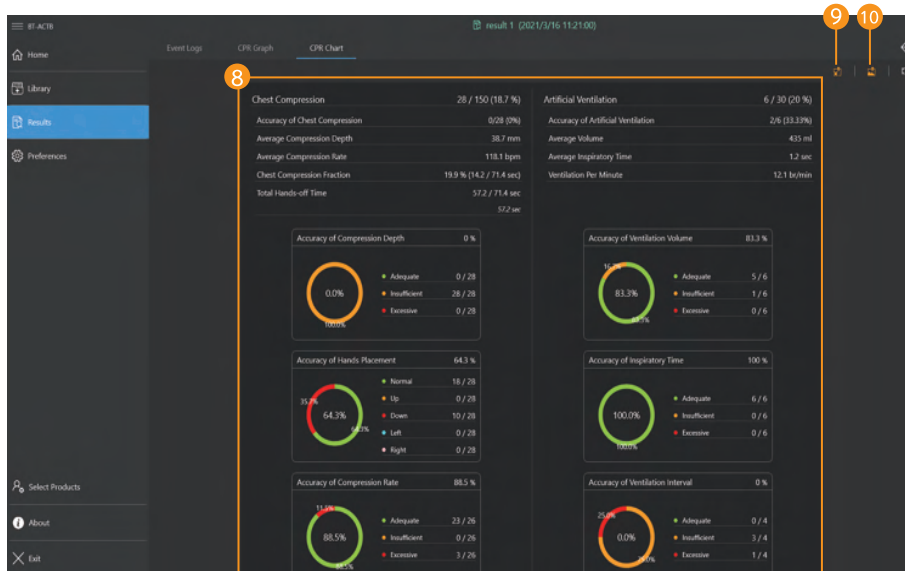 BT-ACTB
result 1 (2021/3/16 11:21:00)
9
10
Home
Library
Results
Preferences
Select Products
About
Exit
Event Logs
CPR Graph
CPR Chart
8
Chest Compression 28 / 150 (18.7 %)
Accuracy of Chest Compression 0/28 (0%)
Average Compression Depth 38.7 mm
Average Compression Rate 118.1 bpm
Chest Compression Fraction 19.9 % (14.2 / 71.4 sec)
Total Hands-off Time 57.2 / 71.4 sec
57.2 sec
Artificial Ventilation 6 / 30 (20 %)
Accuracy of Artificial Ventilation 2/6 (33.33%)
Average Volume 435 ml
Average Inspiratory Time 1.2 sec
Ventilation Per Minute 12.1 br/min
Accuracy of Compression Depth 0 %
0.0%
100.0%
Adequate 0 / 28
Insufficient 28 / 28
Excessive 0 / 28
Accuracy of Ventilation Volume 83.3 %
83.3%
Adequate 5 / 6
Insufficient 1 / 6
Excessive 0 / 6
Accuracy of Hands Placement 64.3 %
35.7%
64.3%
64.3%
Normal 18 / 28
Up 0 / 28
Down 10 / 28
Left 0 / 28
Right 0 / 28
Accuracy of Inspiratory Time 100 %
100.0%
100.0%
Adequate 6 / 6
Insufficient 0 / 6
Excessive 0 / 6
Accuracy of Compression Rate 88.5 %
11.5%
88.5%
88.5%
Adequate 23 / 26
Insufficient 0 / 26
Excessive 3 / 26
Accuracy of Ventilation Interval 0 %
25.0%
0.0%
Adequate 0 / 4
Insufficient 3 / 4
Excessive 1 / 4